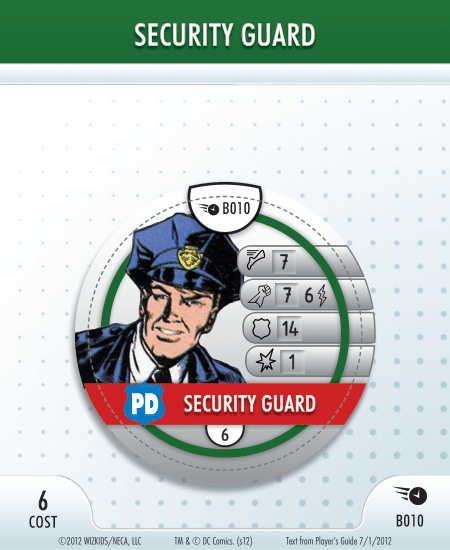 SECURITY GUARD
B010
7
7 6
14
1
PD SECURITY GUARD
6
6
COST
B010
©2012 WIZKIDS/NECA, LLC TM & © DC Comics. (s12) Text from Player's Guide 7/1/2012